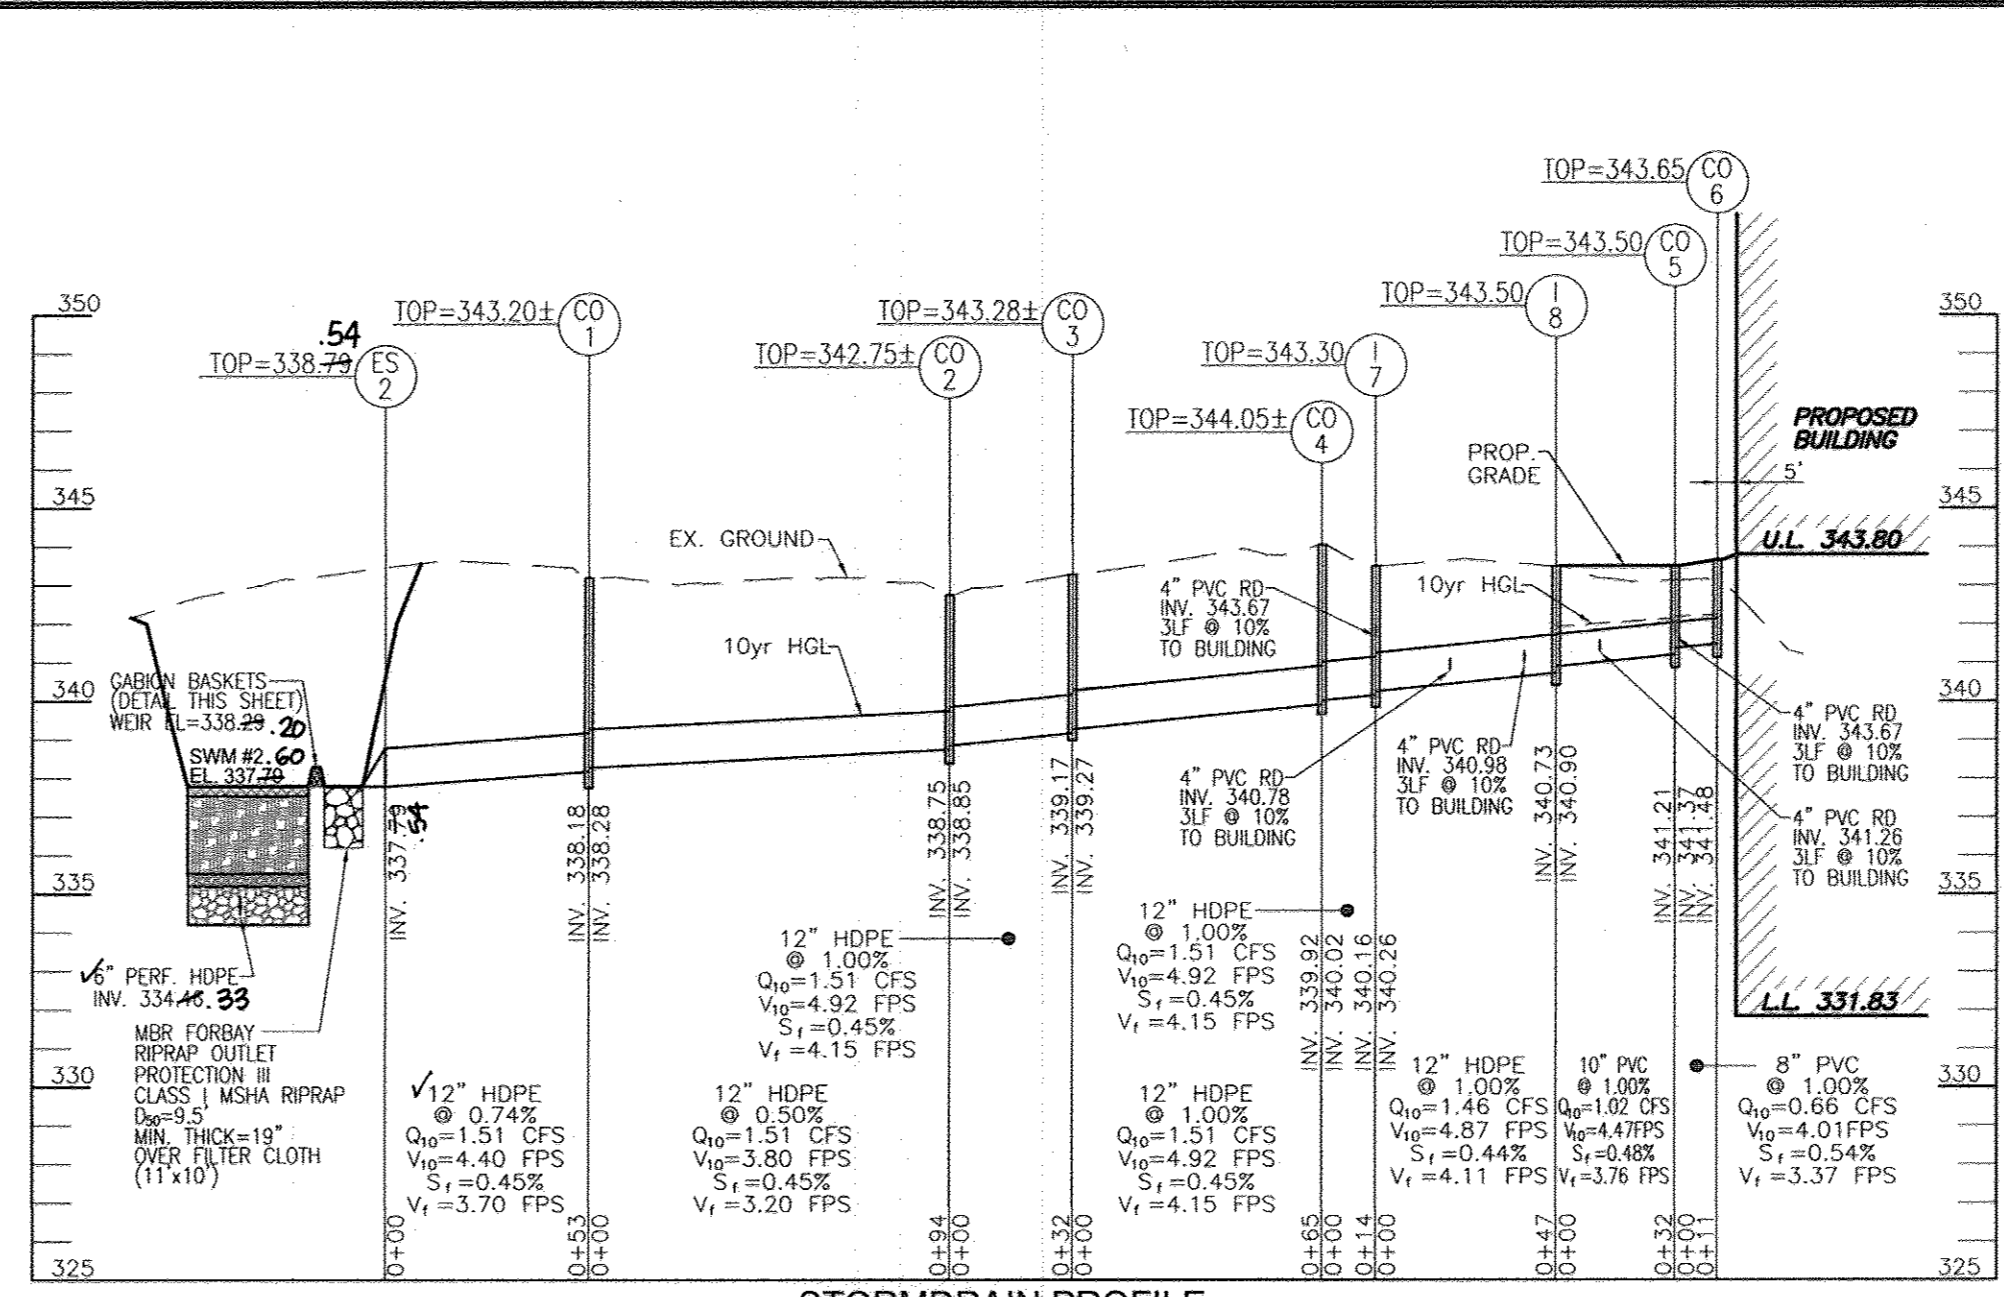 TOP=343.65
CO
6
TOP=343.50
CO
5
TOP=343.50
I
8
TOP=343.20±
CO
1
TOP=343.28±
CO
3
.54
TOP=338.79
ES
2
TOP=342.75±
CO
2
TOP=343.30
I
7
TOP=344.05±
CO
4
350
345
340
335
330
325
350
345
340
335
330
325
PROPOSED
BUILDING
5'
U.L. 343.80
L.L. 331.83
PROP.
GRADE
EX. GROUND
10yr HGL
10yr HGL
GABION BASKETS
(DETAIL THIS SHEET)
WEIR EL=338.29 .20
SWM #2 .60
EL. 337.79
6" PERF. HDPE
INV. 334.46 .33
MBR FORBAY
RIPRAP OUTLET
PROTECTION III
CLASS I MSHA RIPRAP
D50=9.5'
MIN. THICK=19"
OVER FILTER CLOTH
(11'x10')
4" PVC RD
INV. 343.67
3LF @ 10%
TO BUILDING
4" PVC RD
INV. 340.78
3LF @ 10%
TO BUILDING
4" PVC RD
INV. 340.98
3LF @ 10%
TO BUILDING
4" PVC RD
INV. 343.67
3LF @ 10%
TO BUILDING
4" PVC RD
INV. 341.26
3LF @ 10%
TO BUILDING
INV. 337.79
.54
INV. 338.18
INV. 338.28
INV. 338.75
INV. 338.85
INV. 339.17
INV. 339.27
INV. 339.92
INV. 340.02
INV. 340.16
INV. 340.26
INV. 340.73
INV. 340.90
INV. 341.21
INV. 341.37
INV. 341.48
12" HDPE
@ 1.00%
Q10=1.51 CFS
V10=4.92 FPS
Sf=0.45%
Vf=4.15 FPS
12" HDPE
@ 1.00%
Q10=1.51 CFS
V10=4.92 FPS
Sf=0.45%
Vf=4.15 FPS
✓12" HDPE
@ 0.74%
Q10=1.51 CFS
V10=4.40 FPS
Sf=0.45%
Vf=3.70 FPS
12" HDPE
@ 0.50%
Q10=1.51 CFS
V10=3.80 FPS
Sf=0.45%
Vf=3.20 FPS
12" HDPE
@ 1.00%
Q10=1.51 CFS
V10=4.92 FPS
Sf=0.45%
Vf=4.15 FPS
12" HDPE
@ 1.00%
Q10=1.46 CFS
V10=4.87 FPS
Sf=0.44%
Vf=4.11 FPS
10" PVC
@ 1.00%
Q10=1.02 CFS
V10=4.47FPS
Sf=0.48%
Vf=3.76 FPS
8" PVC
@ 1.00%
Q10=0.66 CFS
V10=4.01FPS
Sf=0.54%
Vf=3.37 FPS
0+00
0+53
0+00
0+94
0+00
0+32
0+00
0+65
0+00
0+14
0+00
0+47
0+00
0+32
0+00
0+11
STORMDRAIN PROFILE